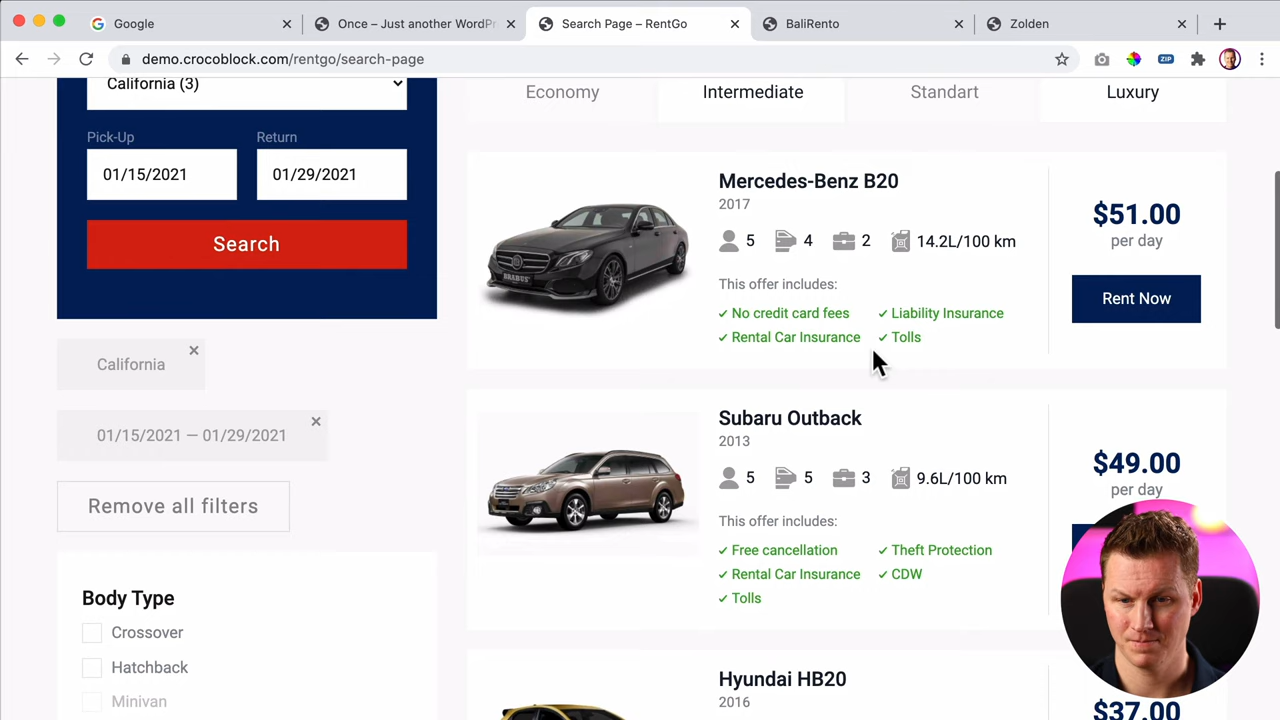 Google
Once – Just another WordPr
Search Page – RentGo
BaliRento
Zolden
demo.crocoblock.com/rentgo/search-page
ZIP
California (3)
Pick-Up
Return
01/15/2021
01/29/2021
Search
California
01/15/2021 — 01/29/2021
Remove all filters
Body Type
Crossover
Hatchback
Minivan
Economy
Intermediate
Standart
Luxury
Mercedes-Benz B20
2017
5
4
2
14.2L/100 km
This offer includes:
No credit card fees
Liability Insurance
Rental Car Insurance
Tolls
$51.00
per day
Rent Now
BRABUS
Subaru Outback
2013
5
5
3
9.6L/100 km
This offer includes:
Free cancellation
Theft Protection
Rental Car Insurance
CDW
Tolls
$49.00
per day
Hyundai HB20
2016
$37.00